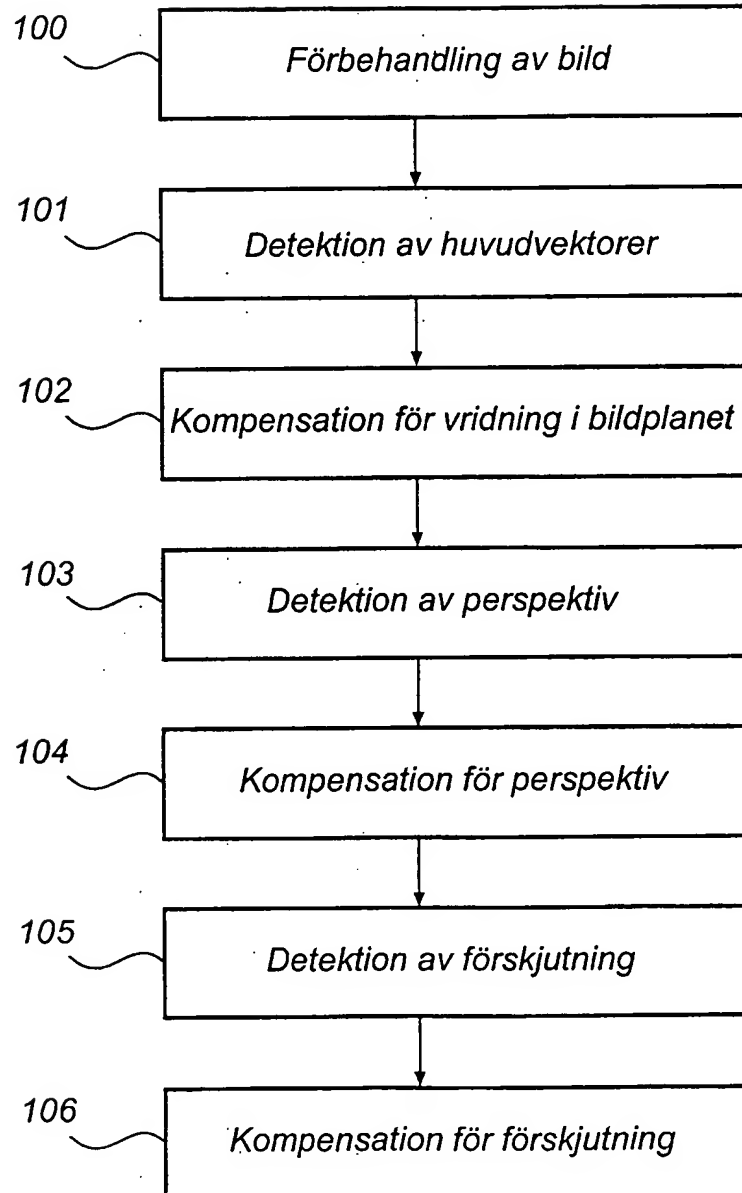 100
Förbehandling av bild
101
Detektion av huvudvektorer
102
Kompensation för vridning i bildplanet
103
Detektion av perspektiv
104
Kompensation för perspektiv
105
Detektion av förskjutning
106
Kompensation för förskjutning